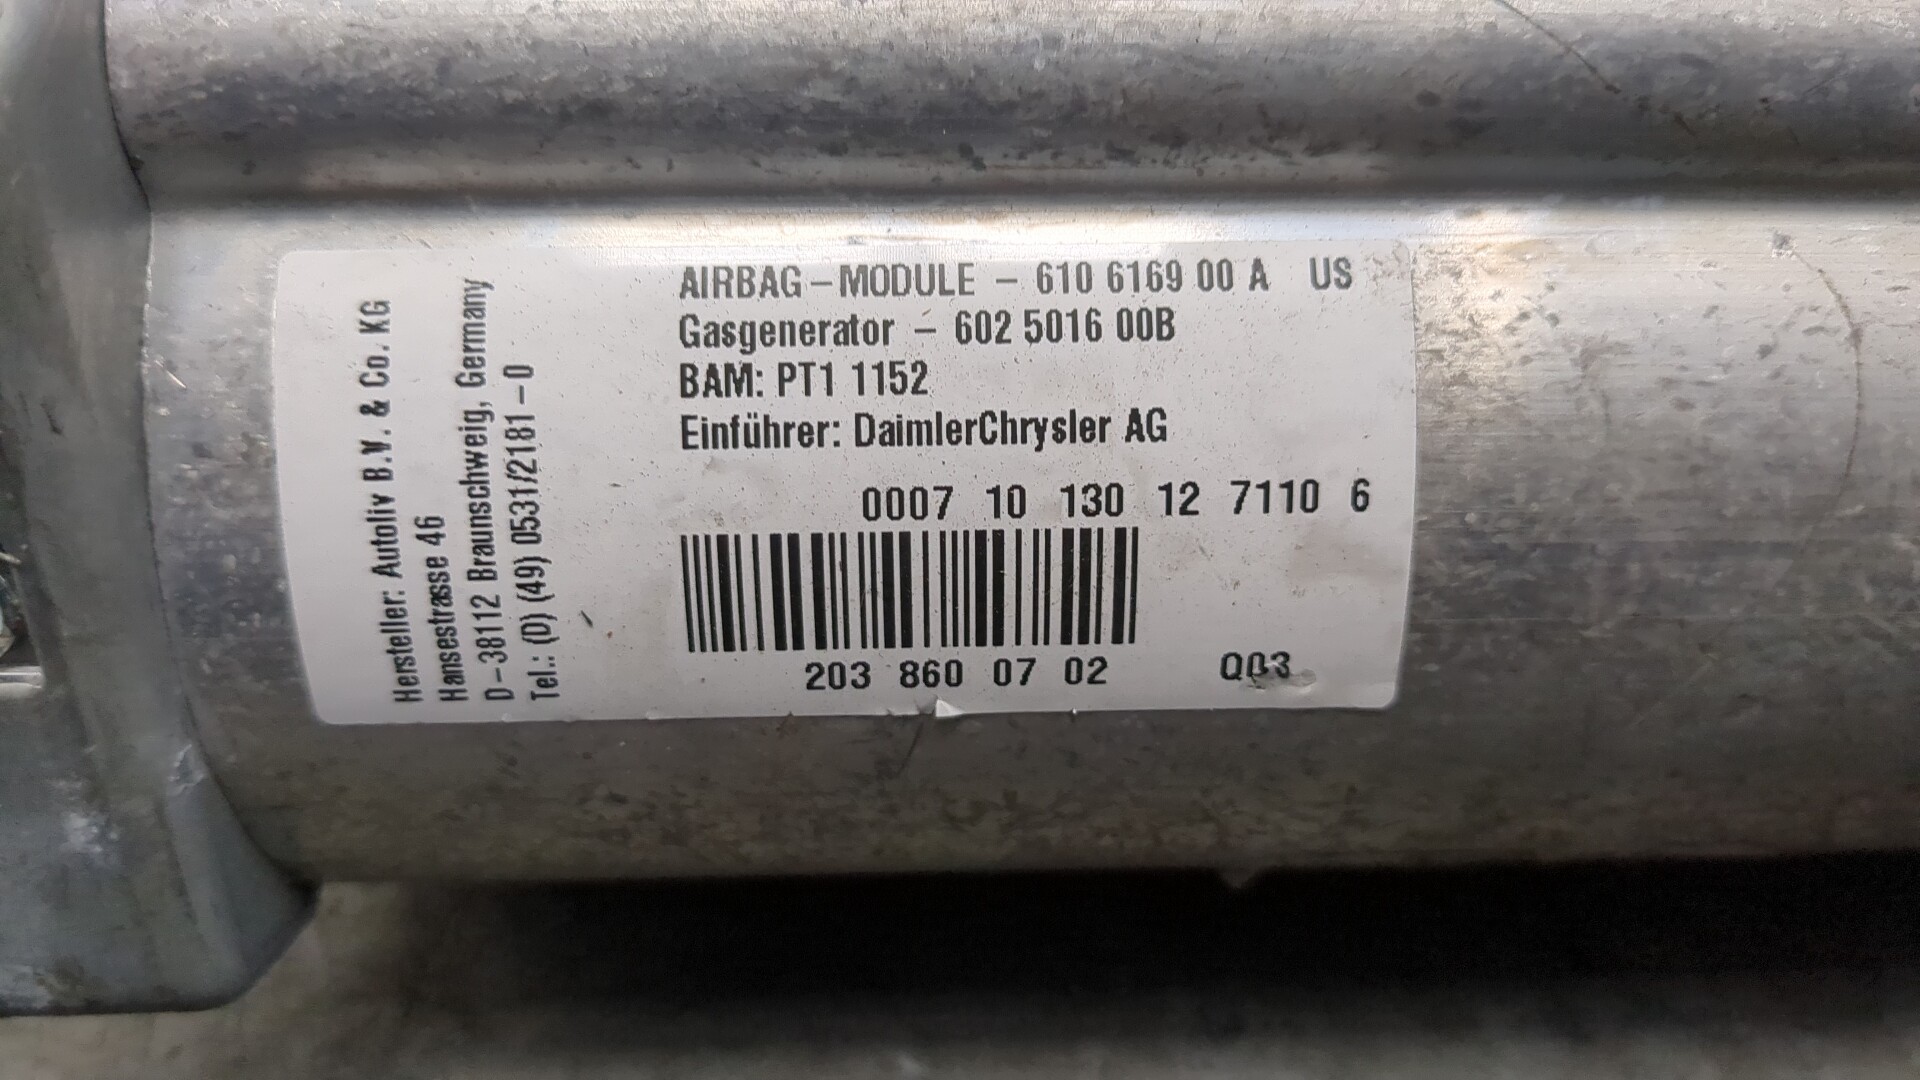 AIRBAG-MODULE - 610 6169 00 A US
Gasgenerator - 602 5016 00B
BAM: PT1 1152
Einführer: DaimlerChrysler AG
0007 10 130 12 7110 6
203 860 07 02 Q03
Hersteller: Autoliv B.V. & Co. KG
Hansestrasse 46
D-38112 Braunschweig, Germany
Tel.: (D) (49) 0531/2181-0